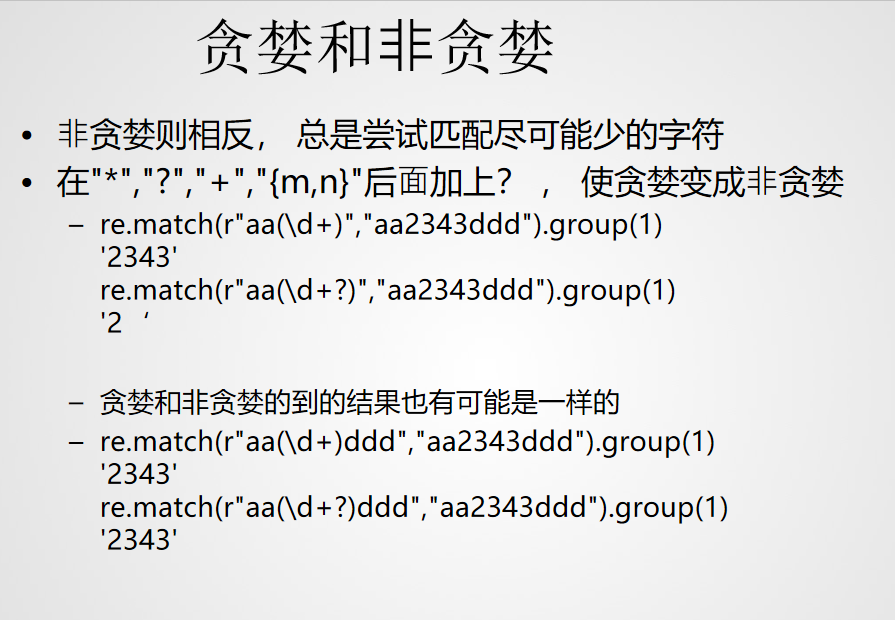 贪婪和非贪婪
• 非贪婪则相反， 总是尝试匹配尽可能少的字符
• 在"*","?","+","{m,n}"后面加上？ ， 使贪婪变成非贪婪
– re.match(r"aa(\d+)","aa2343ddd").group(1)
'2343'
re.match(r"aa(\d+?)","aa2343ddd").group(1)
'2 ‘
– 贪婪和非贪婪的到的结果也有可能是一样的
– re.match(r"aa(\d+)ddd","aa2343ddd").group(1)
'2343'
re.match(r"aa(\d+?)ddd","aa2343ddd").group(1)
'2343'